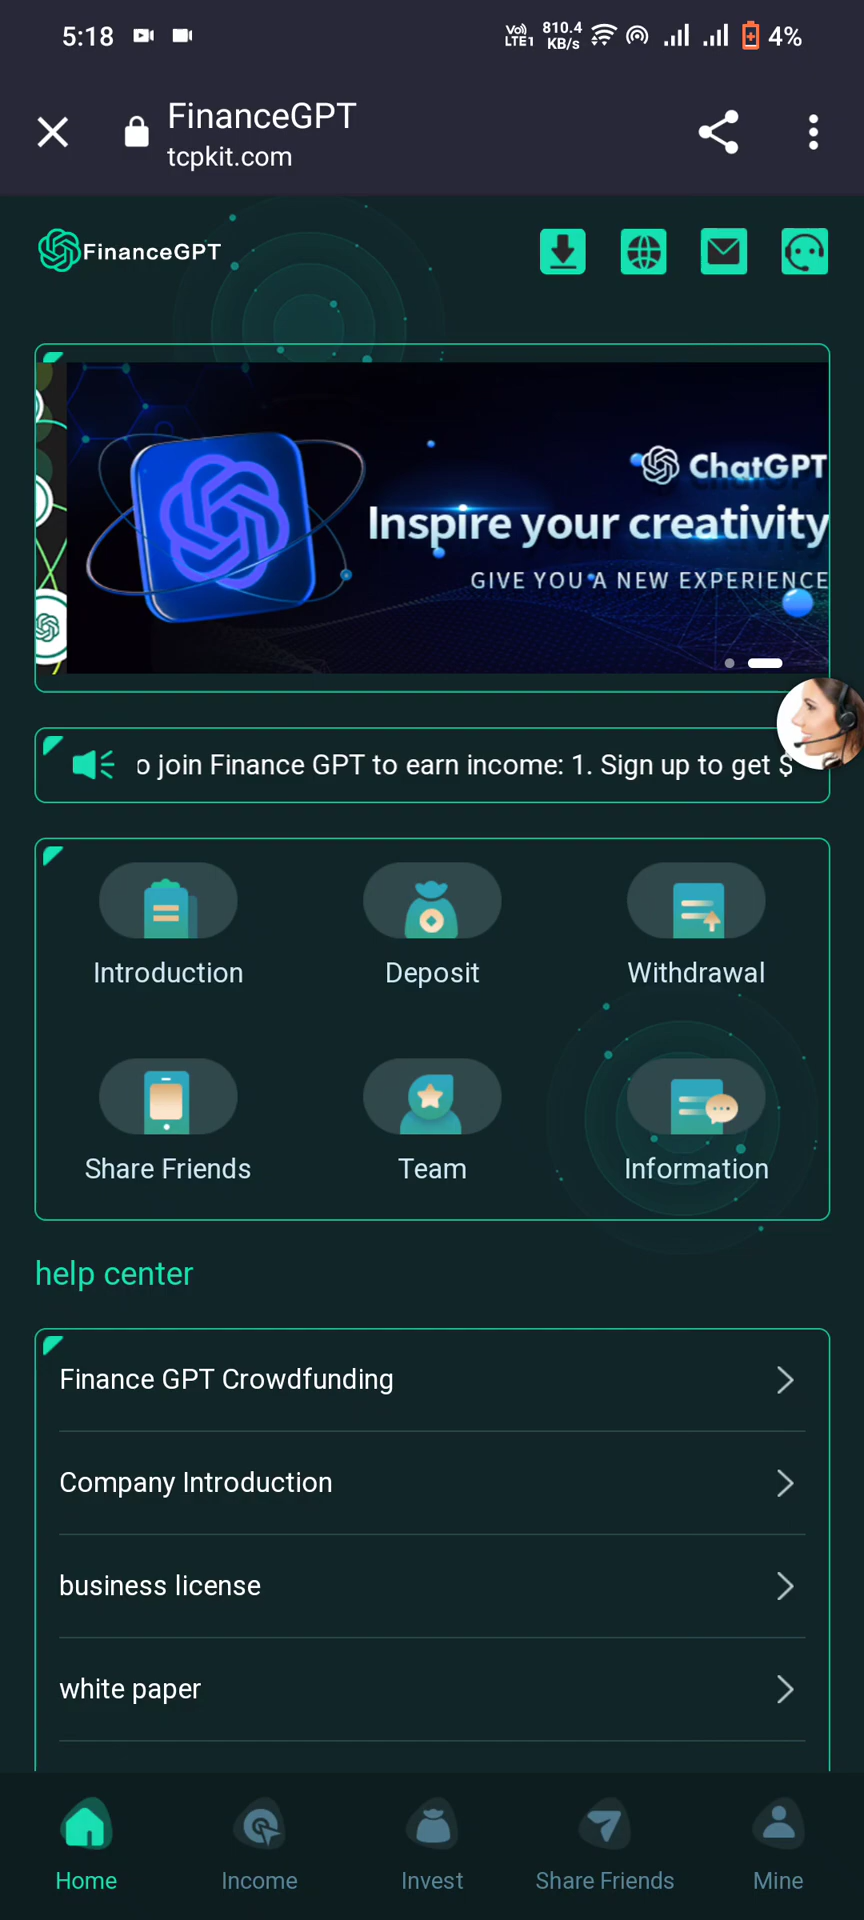 5:18
Vo)
LTE1
810.4
KB/s
4%
FinanceGPT
tcpkit.com
FinanceGPT
ChatGPT
Inspire your creativity
GIVE YOU A NEW EXPERIENCE
o join Finance GPT to earn income: 1. Sign up to get $
Introduction
Deposit
Withdrawal
Share Friends
Team
Information
help center
Finance GPT Crowdfunding
Company Introduction
business license
white paper
Home
Income
Invest
Share Friends
Mine